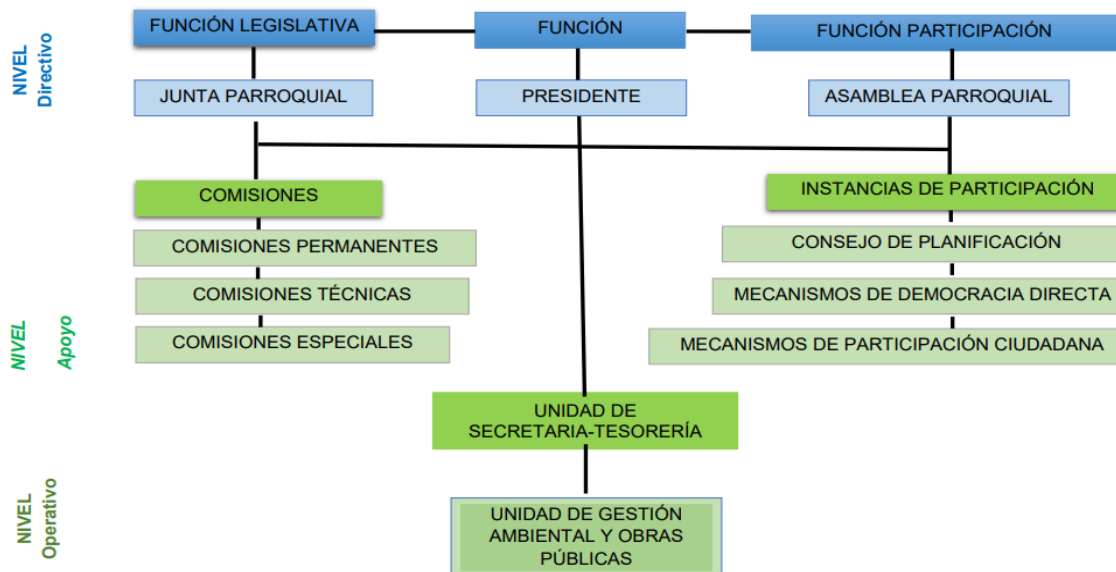 NIVEL
Directivo
FUNCIÓN LEGISLATIVA
FUNCIÓN
FUNCIÓN PARTICIPACIÓN
JUNTA PARROQUIAL
PRESIDENTE
ASAMBLEA PARROQUIAL
NIVEL
Apoyo
COMISIONES
INSTANCIAS DE PARTICIPACIÓN
COMISIONES PERMANENTES
CONSEJO DE PLANIFICACIÓN
COMISIONES TÉCNICAS
MECANISMOS DE DEMOCRACIA DIRECTA
COMISIONES ESPECIALES
MECANISMOS DE PARTICIPACIÓN CIUDADANA
UNIDAD DE
SECRETARIA-TESORERÍA
NIVEL
Operativo
UNIDAD DE GESTIÓN
AMBIENTAL Y OBRAS
PÚBLICAS